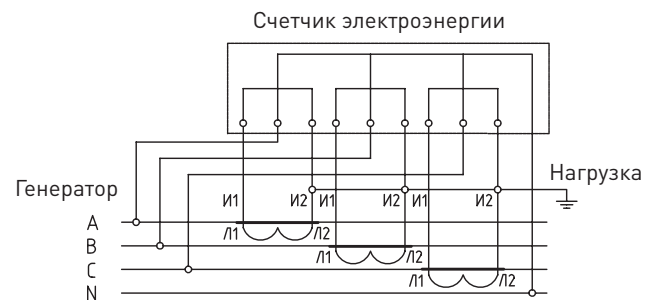 Счетчик электроэнергии
Нагрузка
Генератор
И1 И2 И1 И2 И1 И2
A
Л1 Л2
B
Л1 Л2
C
Л1 Л2
N